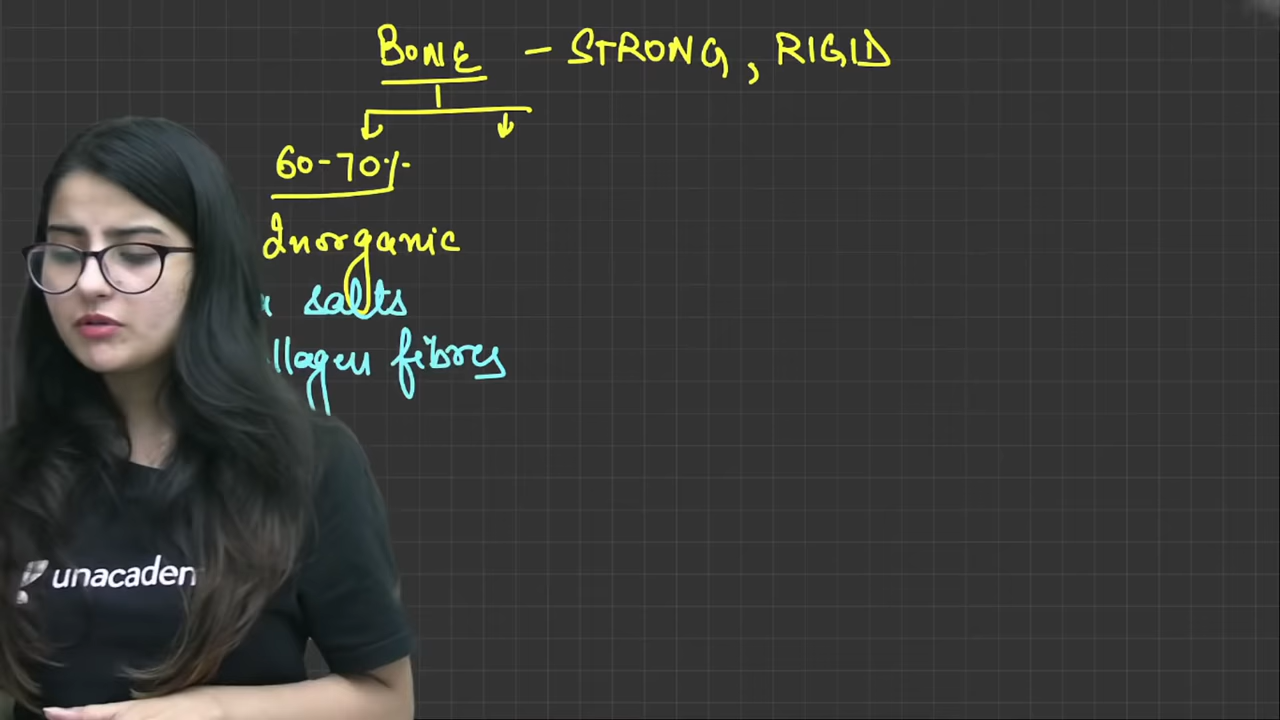 BONE - STRONG, RIGID
60-70%
Inorganic
salts
fibres
unacadem